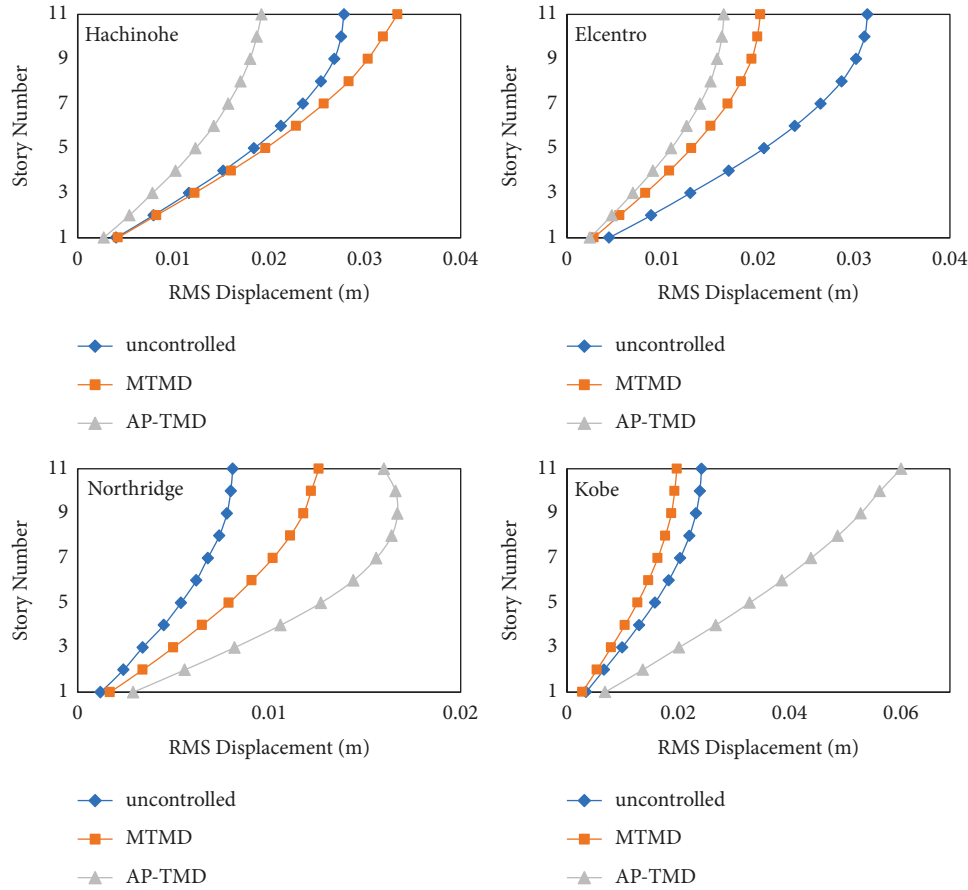 Hachinohe
Story Number
11
9
7
5
3
1
0 0.01 0.02 0.03 0.04
RMS Displacement (m)
uncontrolled
MTMD
AP-TMD
Elcentro
Story Number
11
9
7
5
3
1
0 0.01 0.02 0.03 0.04
RMS Displacement (m)
uncontrolled
MTMD
AP-TMD
Northridge
Story Number
11
9
7
5
3
1
0 0.01 0.02
RMS Displacement (m)
uncontrolled
MTMD
AP-TMD
Kobe
Story Number
11
9
7
5
3
1
0 0.02 0.04 0.06
RMS Displacement (m)
uncontrolled
MTMD
AP-TMD